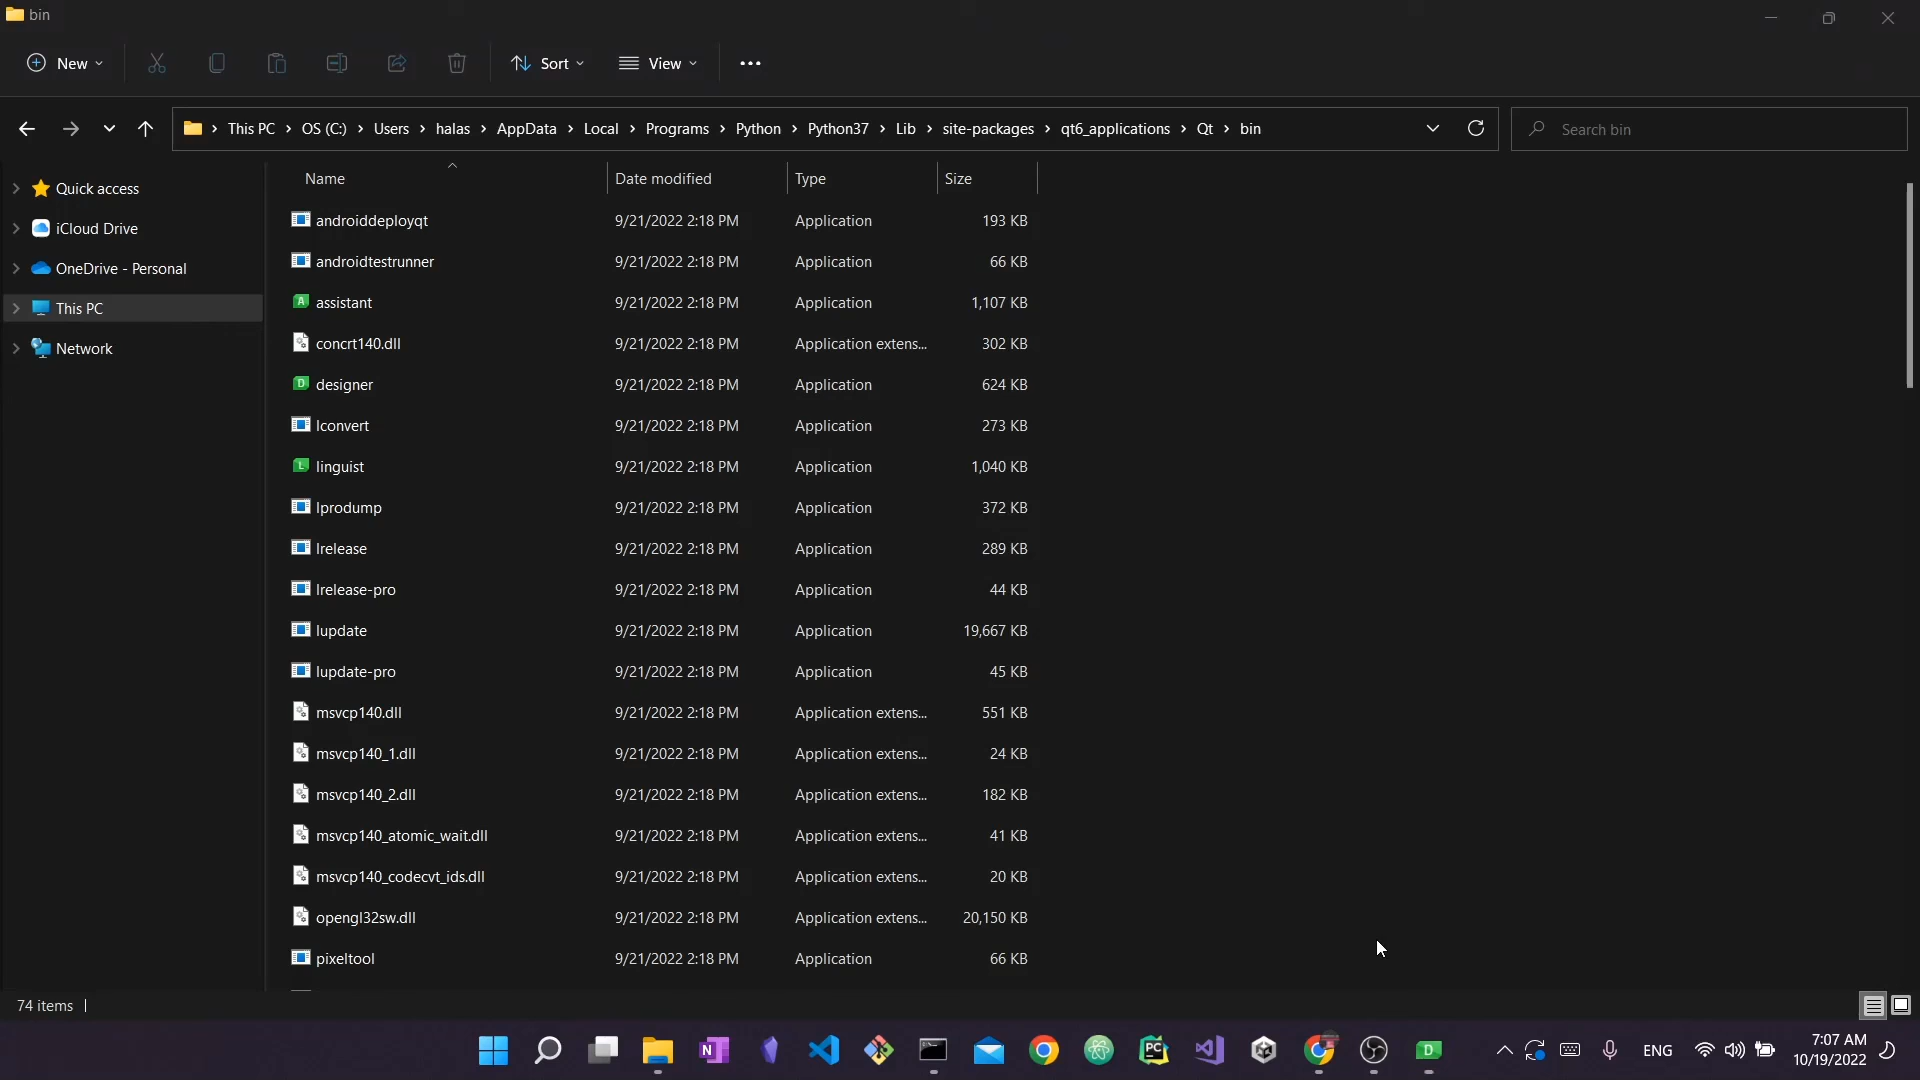 bin
New
Sort
View
This PC > OS (C:) > Users > halas > AppData > Local > Programs > Python > Python37 > Lib > site-packages > qt6_applications > Qt > bin
Search bin
Quick access
iCloud Drive
OneDrive - Personal
This PC
Network
Name Date modified Type Size
androiddeployqt 9/21/2022 2:18 PM Application 193 KB
androidtestrunner 9/21/2022 2:18 PM Application 66 KB
assistant 9/21/2022 2:18 PM Application 1,107 KB
concrt140.dll 9/21/2022 2:18 PM Application extens... 302 KB
designer 9/21/2022 2:18 PM Application 624 KB
lconvert 9/21/2022 2:18 PM Application 273 KB
linguist 9/21/2022 2:18 PM Application 1,040 KB
lprodump 9/21/2022 2:18 PM Application 372 KB
lrelease 9/21/2022 2:18 PM Application 289 KB
lrelease-pro 9/21/2022 2:18 PM Application 44 KB
lupdate 9/21/2022 2:18 PM Application 19,667 KB
lupdate-pro 9/21/2022 2:18 PM Application 45 KB
msvcp140.dll 9/21/2022 2:18 PM Application extens... 551 KB
msvcp140_1.dll 9/21/2022 2:18 PM Application extens... 24 KB
msvcp140_2.dll 9/21/2022 2:18 PM Application extens... 182 KB
msvcp140_atomic_wait.dll 9/21/2022 2:18 PM Application extens... 41 KB
msvcp140_codecvt_ids.dll 9/21/2022 2:18 PM Application extens... 20 KB
opengl32sw.dll 9/21/2022 2:18 PM Application extens... 20,150 KB
pixeltool 9/21/2022 2:18 PM Application 66 KB
74 items
ENG
7:07 AM
10/19/2022